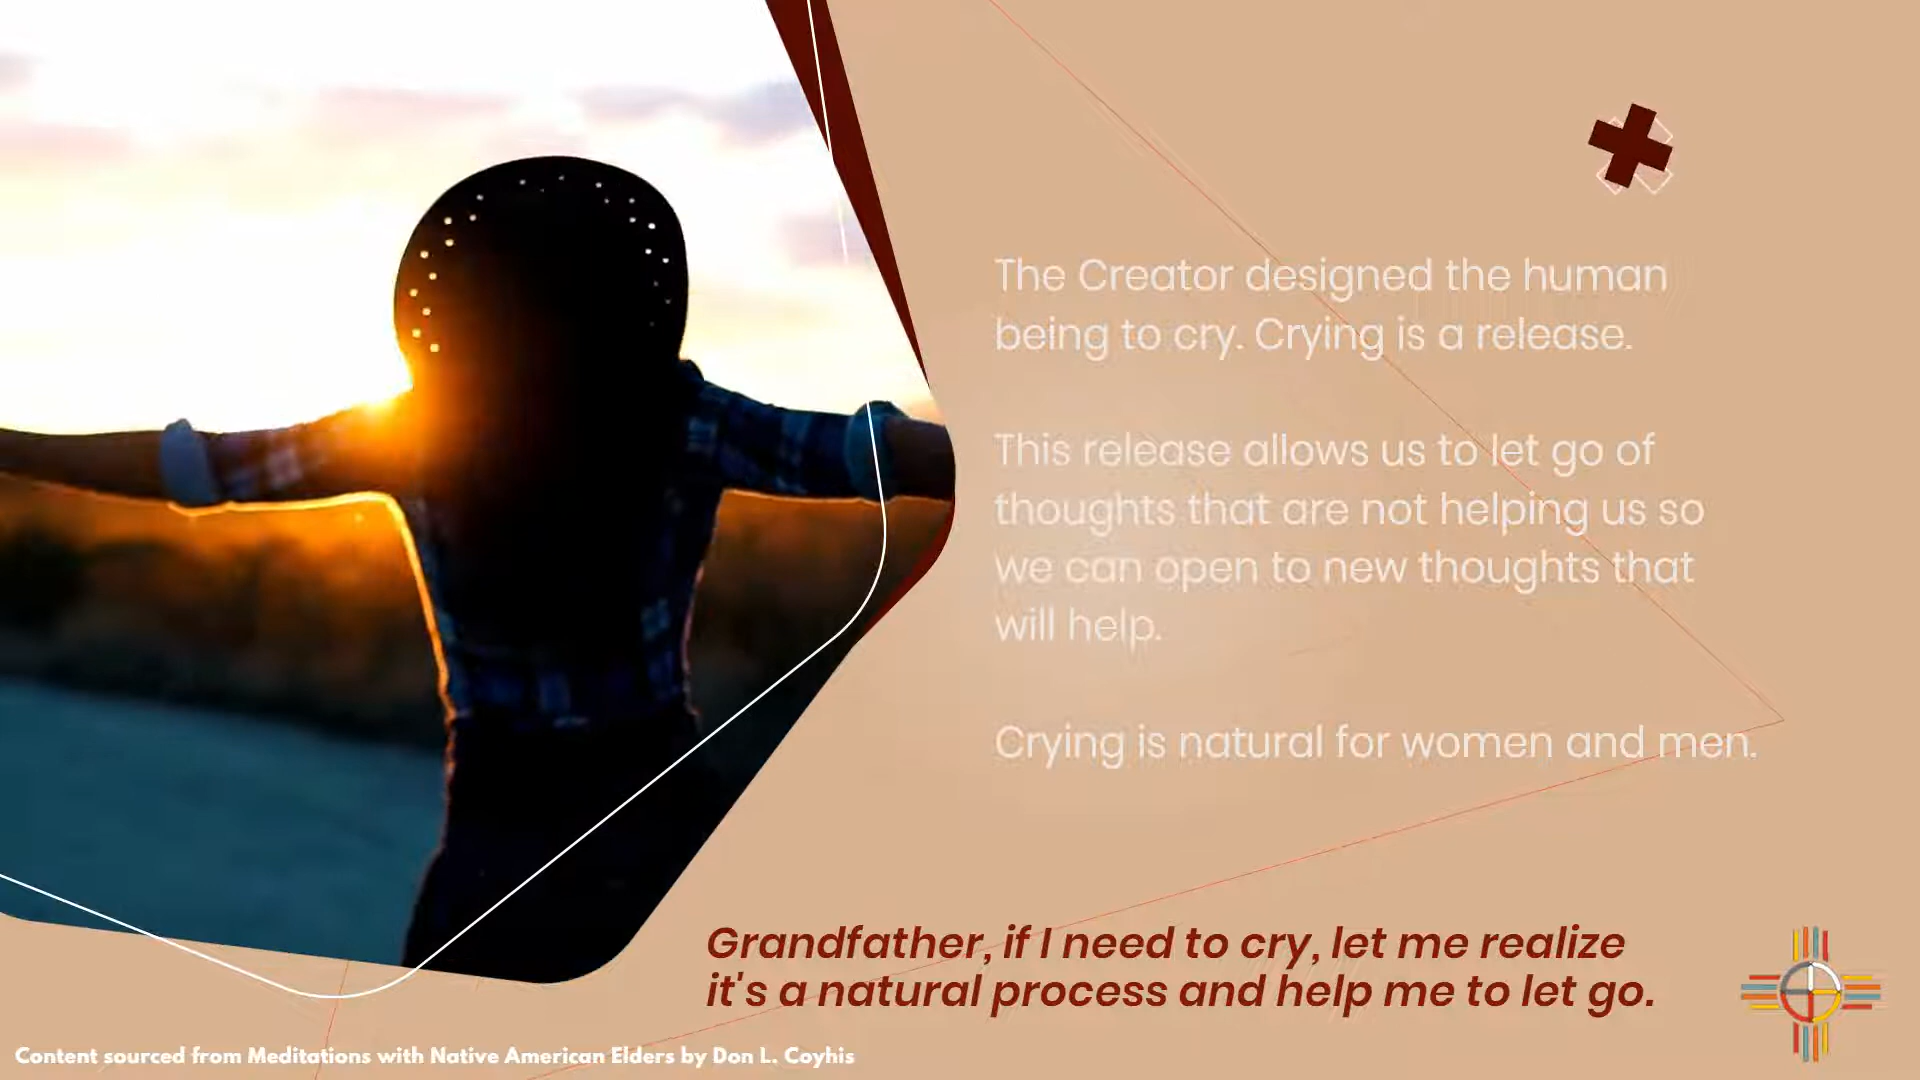 The Creator designed the human
being to cry. Crying is a release.
This release allows us to let go of
thoughts that are not helping us so
we can open to new thoughts that
will help.
Crying is natural for women and men.
Grandfather, if I need to cry, let me realize
it's a natural process and help me to let go.
Content sourced from Meditations with Native American Elders by Don L. Coyhis